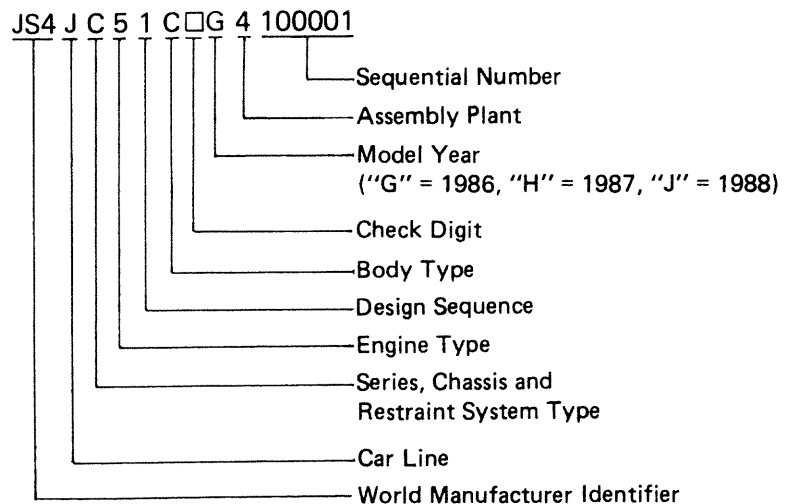 JS4 J C 5 1 C□G 4 100001
Sequential Number
Assembly Plant
Model Year
("G" = 1986, "H" = 1987, "J" = 1988)
Check Digit
Body Type
Design Sequence
Engine Type
Series, Chassis and
Restraint System Type
Car Line
World Manufacturer Identifier